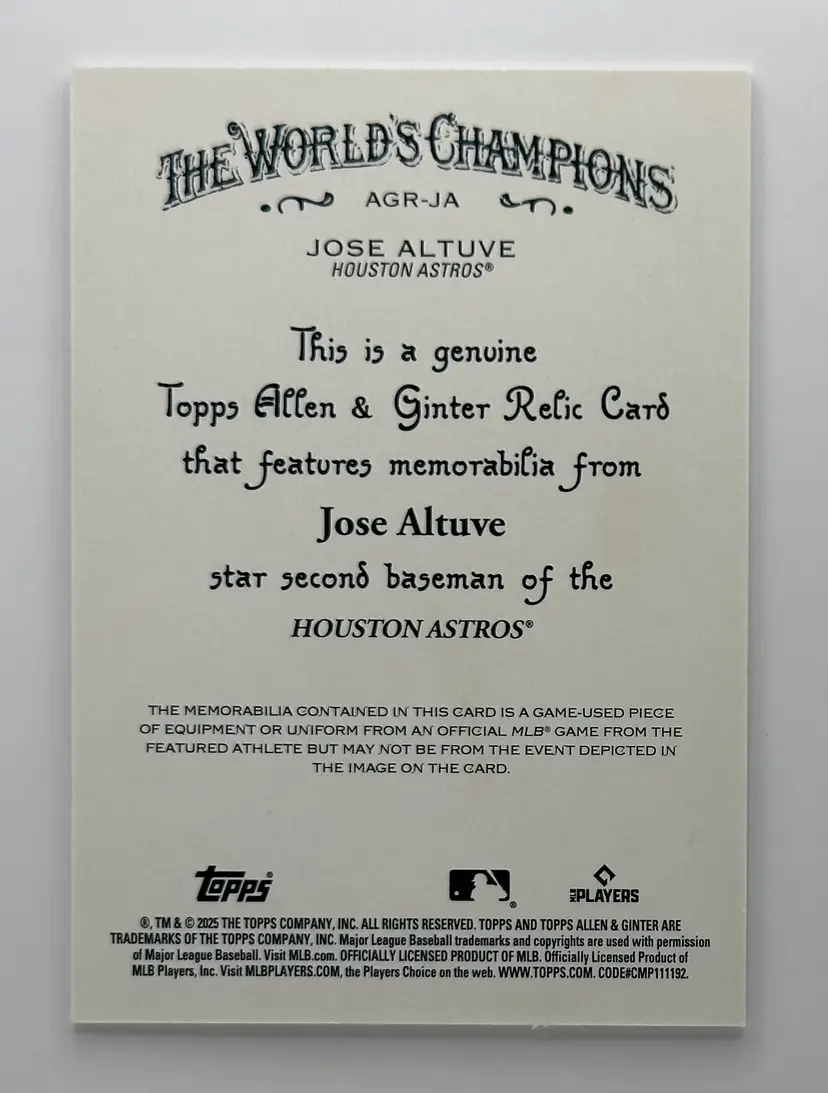 THE WORLD'S CHAMPIONS
AGR-JA
JOSE ALTUVE
HOUSTON ASTROS®
This is a genuine
Topps Allen & Ginter Relic Card
that features memorabilia from
Jose Altuve
star second baseman of the
HOUSTON ASTROS®
THE MEMORABILIA CONTAINED IN THIS CARD IS A GAME-USED PIECE
OF EQUIPMENT OR UNIFORM FROM AN OFFICIAL MLB® GAME FROM THE
FEATURED ATHLETE BUT MAY NOT BE FROM THE EVENT DEPICTED IN
THE IMAGE ON THE CARD.
topps® ® MLB PLAYERS
®, TM & © 2025 THE TOPPS COMPANY, INC. ALL RIGHTS RESERVED. TOPPS AND TOPPS ALLEN & GINTER ARE
TRADEMARKS OF THE TOPPS COMPANY, INC. Major League Baseball trademarks and copyrights are used with permission
of Major League Baseball. Visit MLB.com. OFFICIALLY LICENSED PRODUCT OF MLB. Officially Licensed Product of
MLB Players, Inc. Visit MLBPLAYERS.COM, the Players Choice on the web. WWW.TOPPS.COM. CODE#CMP111192.